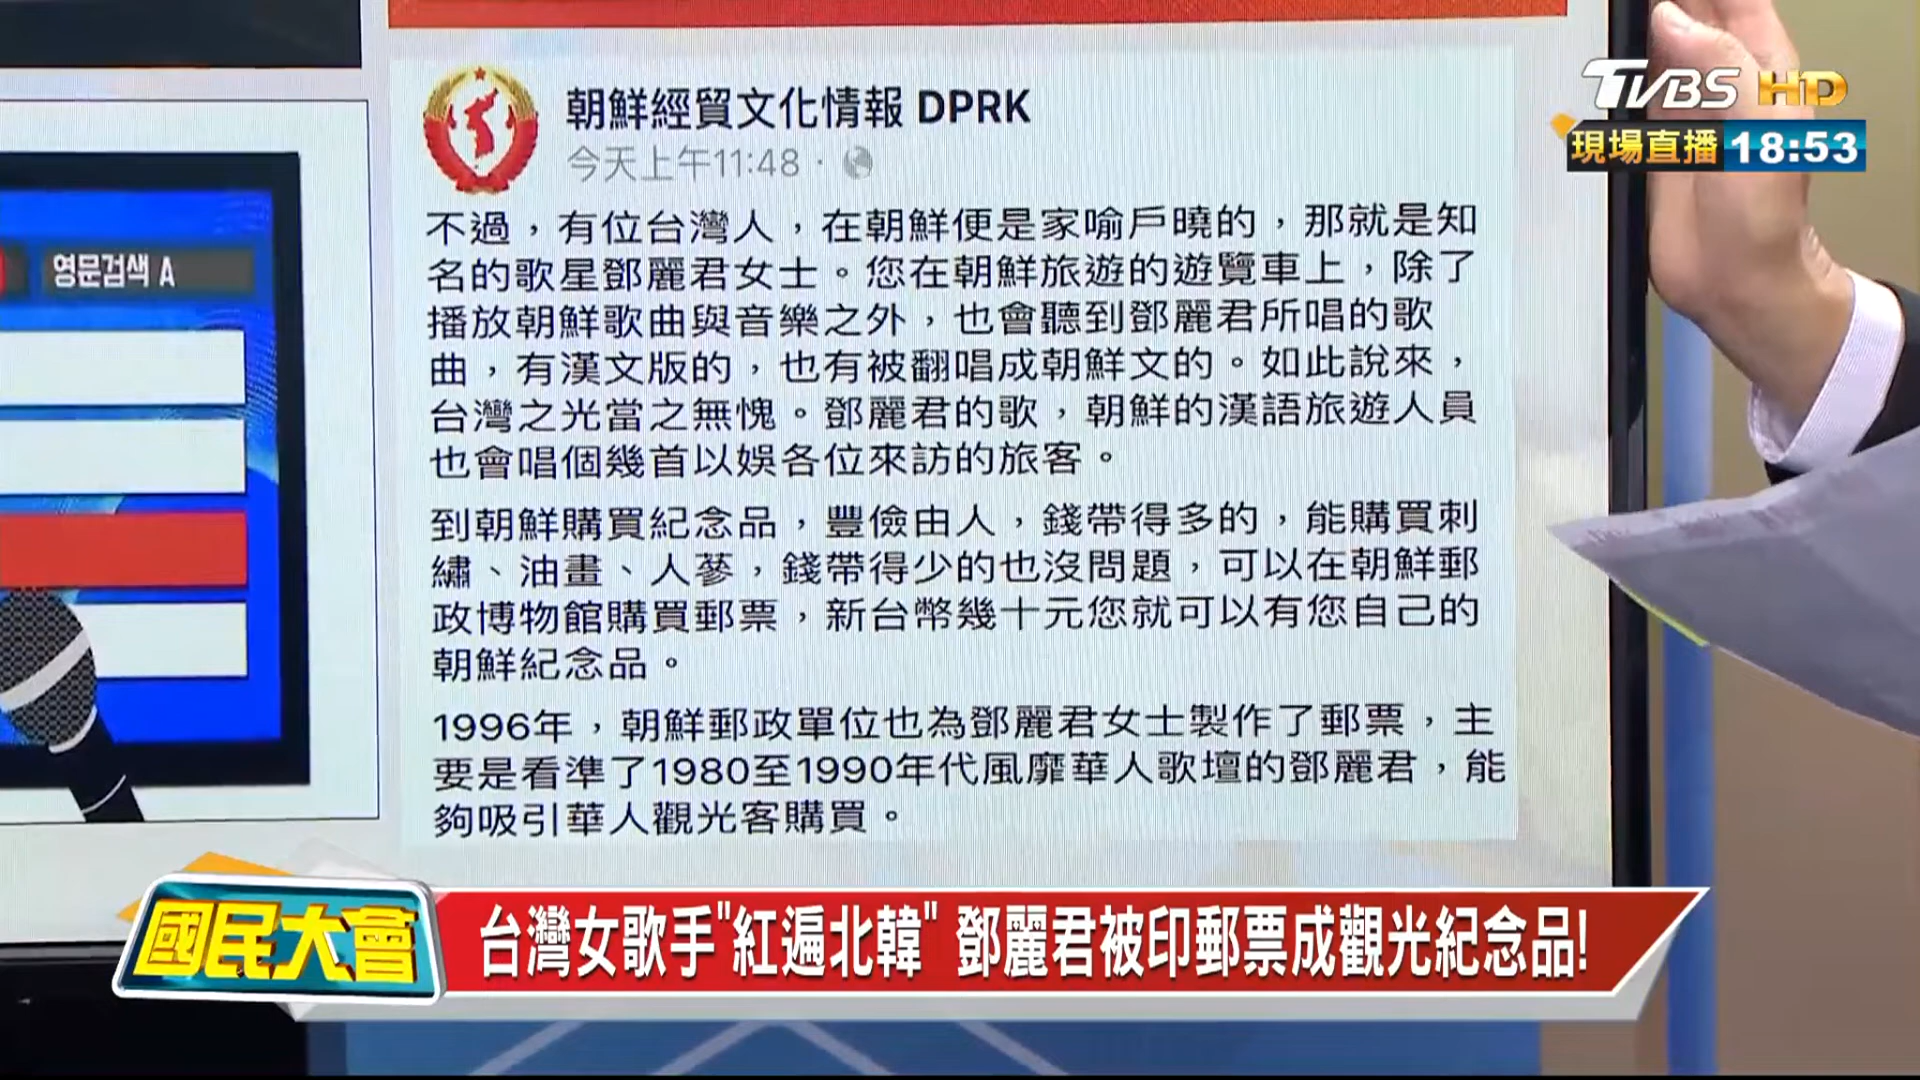 朝鮮經貿文化情報 DPRK
今天上午11:48 ·
不過，有位台灣人，在朝鮮便是家喻戶曉的，那就是知
名的歌星鄧麗君女士。您在朝鮮旅遊的遊覽車上，除了
播放朝鮮歌曲與音樂之外，也會聽到鄧麗君所唱的歌
曲，有漢文版的，也有被翻唱成朝鮮文的。如此說來，
台灣之光當之無愧。鄧麗君的歌，朝鮮的漢語旅遊人員
也會唱個幾首以娛各位來訪的旅客。
到朝鮮購買紀念品，豐儉由人，錢帶得多的，能購買刺
繡、油畫、人蔘，錢帶得少的也沒問題，可以在朝鮮郵
政博物館購買郵票，新台幣幾十元您就可以有您自己的
朝鮮紀念品。
1996年，朝鮮郵政單位也為鄧麗君女士製作了郵票，主
要是看準了1980至1990年代風靡華人歌壇的鄧麗君，能
夠吸引華人觀光客購買。
영문검색 A
TVBS HD
現場直播 18:53
國民大會
台灣女歌手"紅遍北韓" 鄧麗君被印郵票成觀光紀念品!